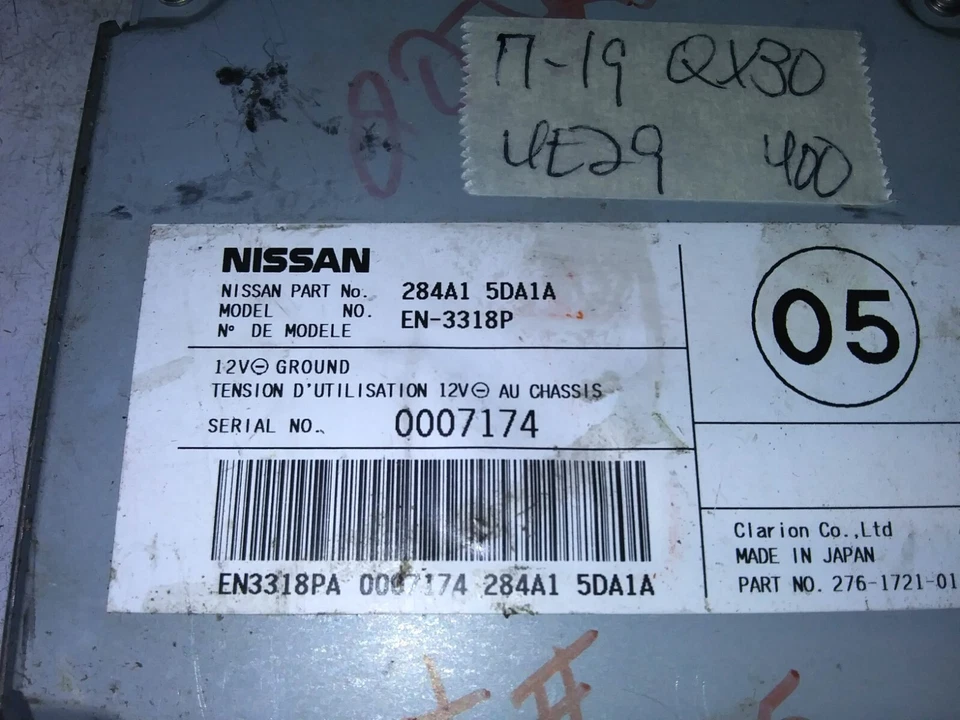 17-19 QX30
4E29 400
NISSAN
NISSAN PART No. 284A1 5DA1A
MODEL NO. EN-3318P
N° DE MODELE
12V⊖ GROUND
TENSION D'UTILISATION 12V⊖ AU CHASSIS
SERIAL NO. 0007174
EN3318PA 0007174 284A1 5DA1A
05
Clarion Co.,Ltd
MADE IN JAPAN
PART NO. 276-1721-01